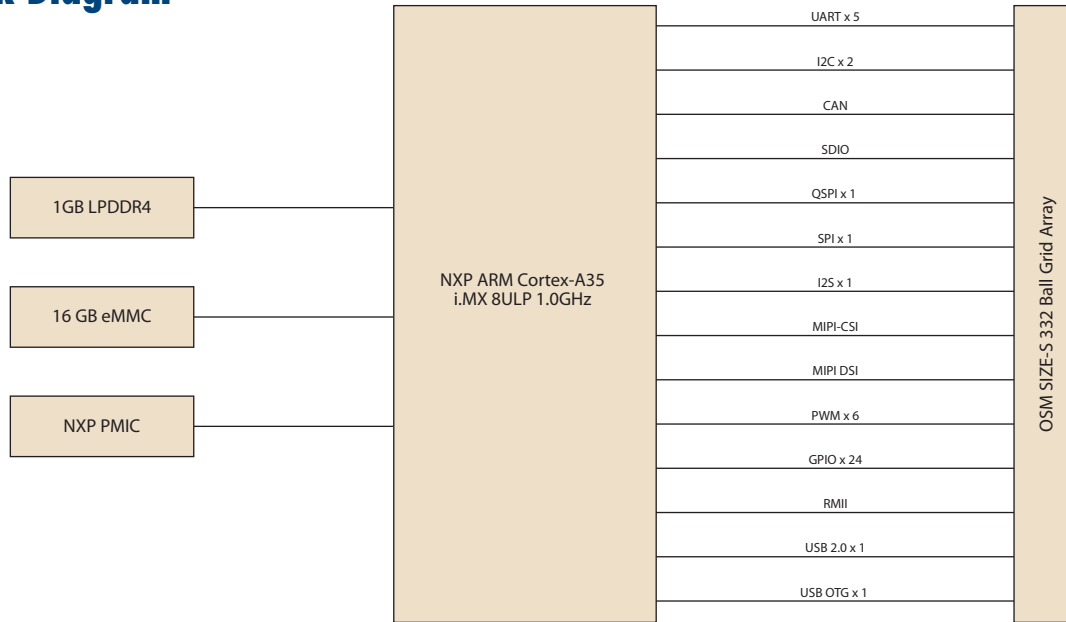 Diagram
1GB LPDDR4
16 GB eMMC
NXP PMIC
NXP ARM Cortex-A35
i.MX 8ULP 1.0GHz
UART x 5
I2C x 2
CAN
SDIO
QSPI x 1
SPI x 1
I2S x 1
MIPI-CSI
MIPI DSI
PWM x 6
GPIO x 24
RMII
USB 2.0 x 1
USB OTG x 1
OSM SIZE-S 332 Ball Grid Array